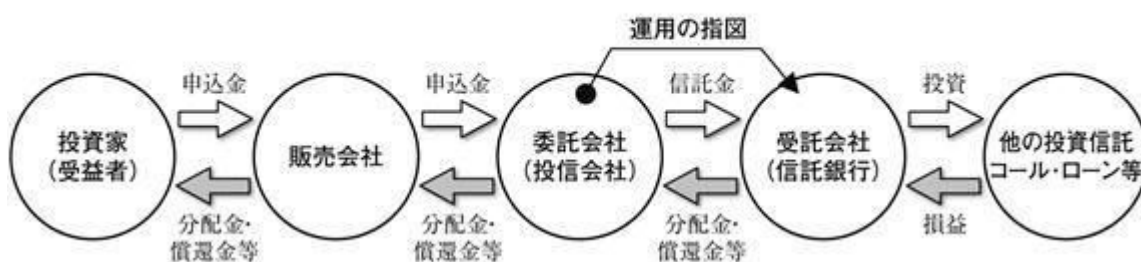 運用の指図
申込金
申込金
信託金
投資
投資家
(受益者)
販売会社
委託会社
(投信会社)
受託会社
(信託銀行)
他の投資信託
コール・ローン等
分配金・
償還金等
分配金・
償還金等
分配金・
償還金等
損益